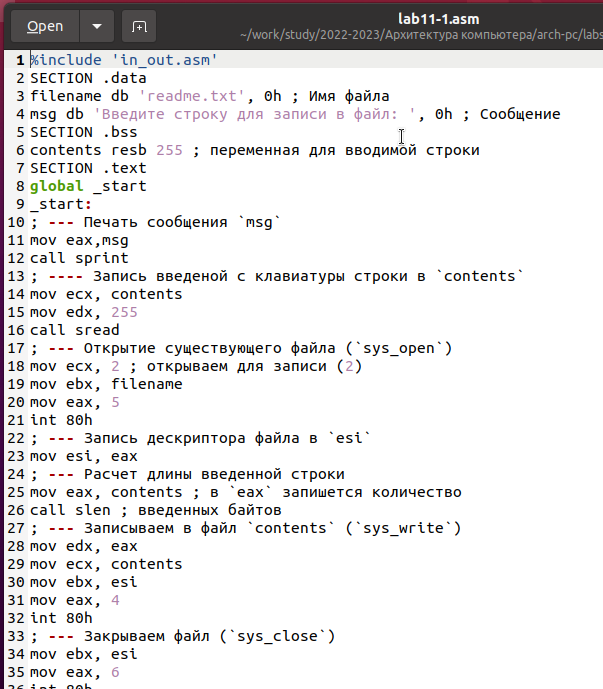 Open
lab11-1.asm
~/work/study/2022-2023/Архитектура компьютера/arch-pc/labs
1 %include 'in_out.asm'
2 SECTION .data
3 filename db 'readme.txt', 0h ; Имя файла
4 msg db 'Введите строку для записи в файл: ', 0h ; Сообщение
5 SECTION .bss
6 contents resb 255 ; переменная для вводимой строки
7 SECTION .text
8 global _start
9 _start:
10 ; --- Печать сообщения `msg`
11 mov eax,msg
12 call sprint
13 ; ---- Запись введеной с клавиатуры строки в `contents`
14 mov ecx, contents
15 mov edx, 255
16 call sread
17 ; --- Открытие существующего файла (`sys_open`)
18 mov ecx, 2 ; открываем для записи (2)
19 mov ebx, filename
20 mov eax, 5
21 int 80h
22 ; --- Запись дескриптора файла в `esi`
23 mov esi, eax
24 ; --- Расчет длины введенной строки
25 mov eax, contents ; в `eax` запишется количество
26 call slen ; введенных байтов
27 ; --- Записываем в файл `contents` (`sys_write`)
28 mov edx, eax
29 mov ecx, contents
30 mov ebx, esi
31 mov eax, 4
32 int 80h
33 ; --- Закрываем файл (`sys_close`)
34 mov ebx, esi
35 mov eax, 6
36 int 80h